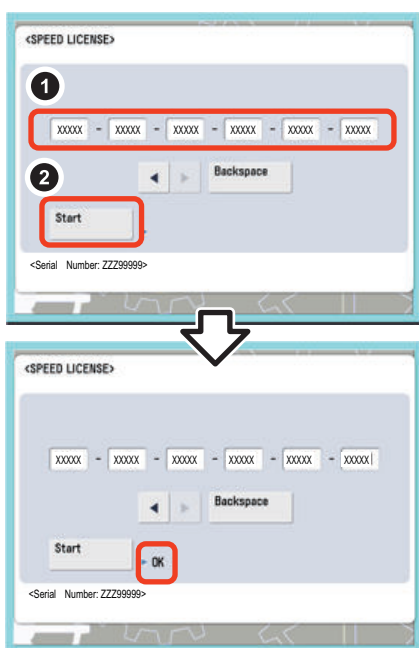 <SPEED LICENSE>
1
XXXXX - XXXXX - XXXXX - XXXXX - XXXXX - XXXXX
2
Backspace
Start
<Serial Number: ZZZ99999>
<SPEED LICENSE>
XXXXX - XXXXX - XXXXX - XXXXX - XXXXX - XXXXX
Backspace
Start
OK
<Serial Number: ZZZ99999>